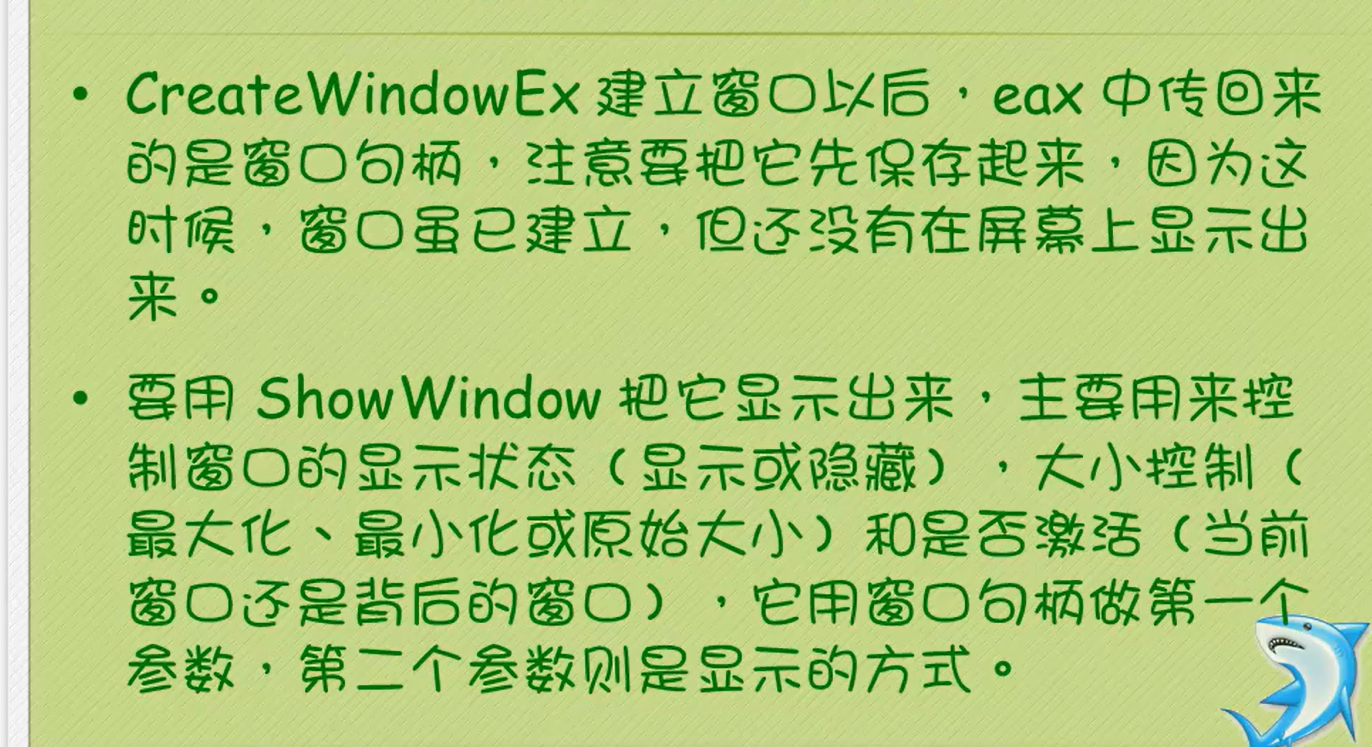 • CreateWindowEx 建立窗口以后，eax 中传回来
的是窗口句柄，注意要把它先保存起来，因为这
时候，窗口虽已建立，但还没有在屏幕上显示出
来。
• 要用 ShowWindow 把它显示出来，主要用来控
制窗口的显示状态（显示或隐藏），大小控制（
最大化、最小化或原始大小）和是否激活（当前
窗口还是背后的窗口），它用窗口句柄做第一个
参数，第二个参数则是显示的方式。